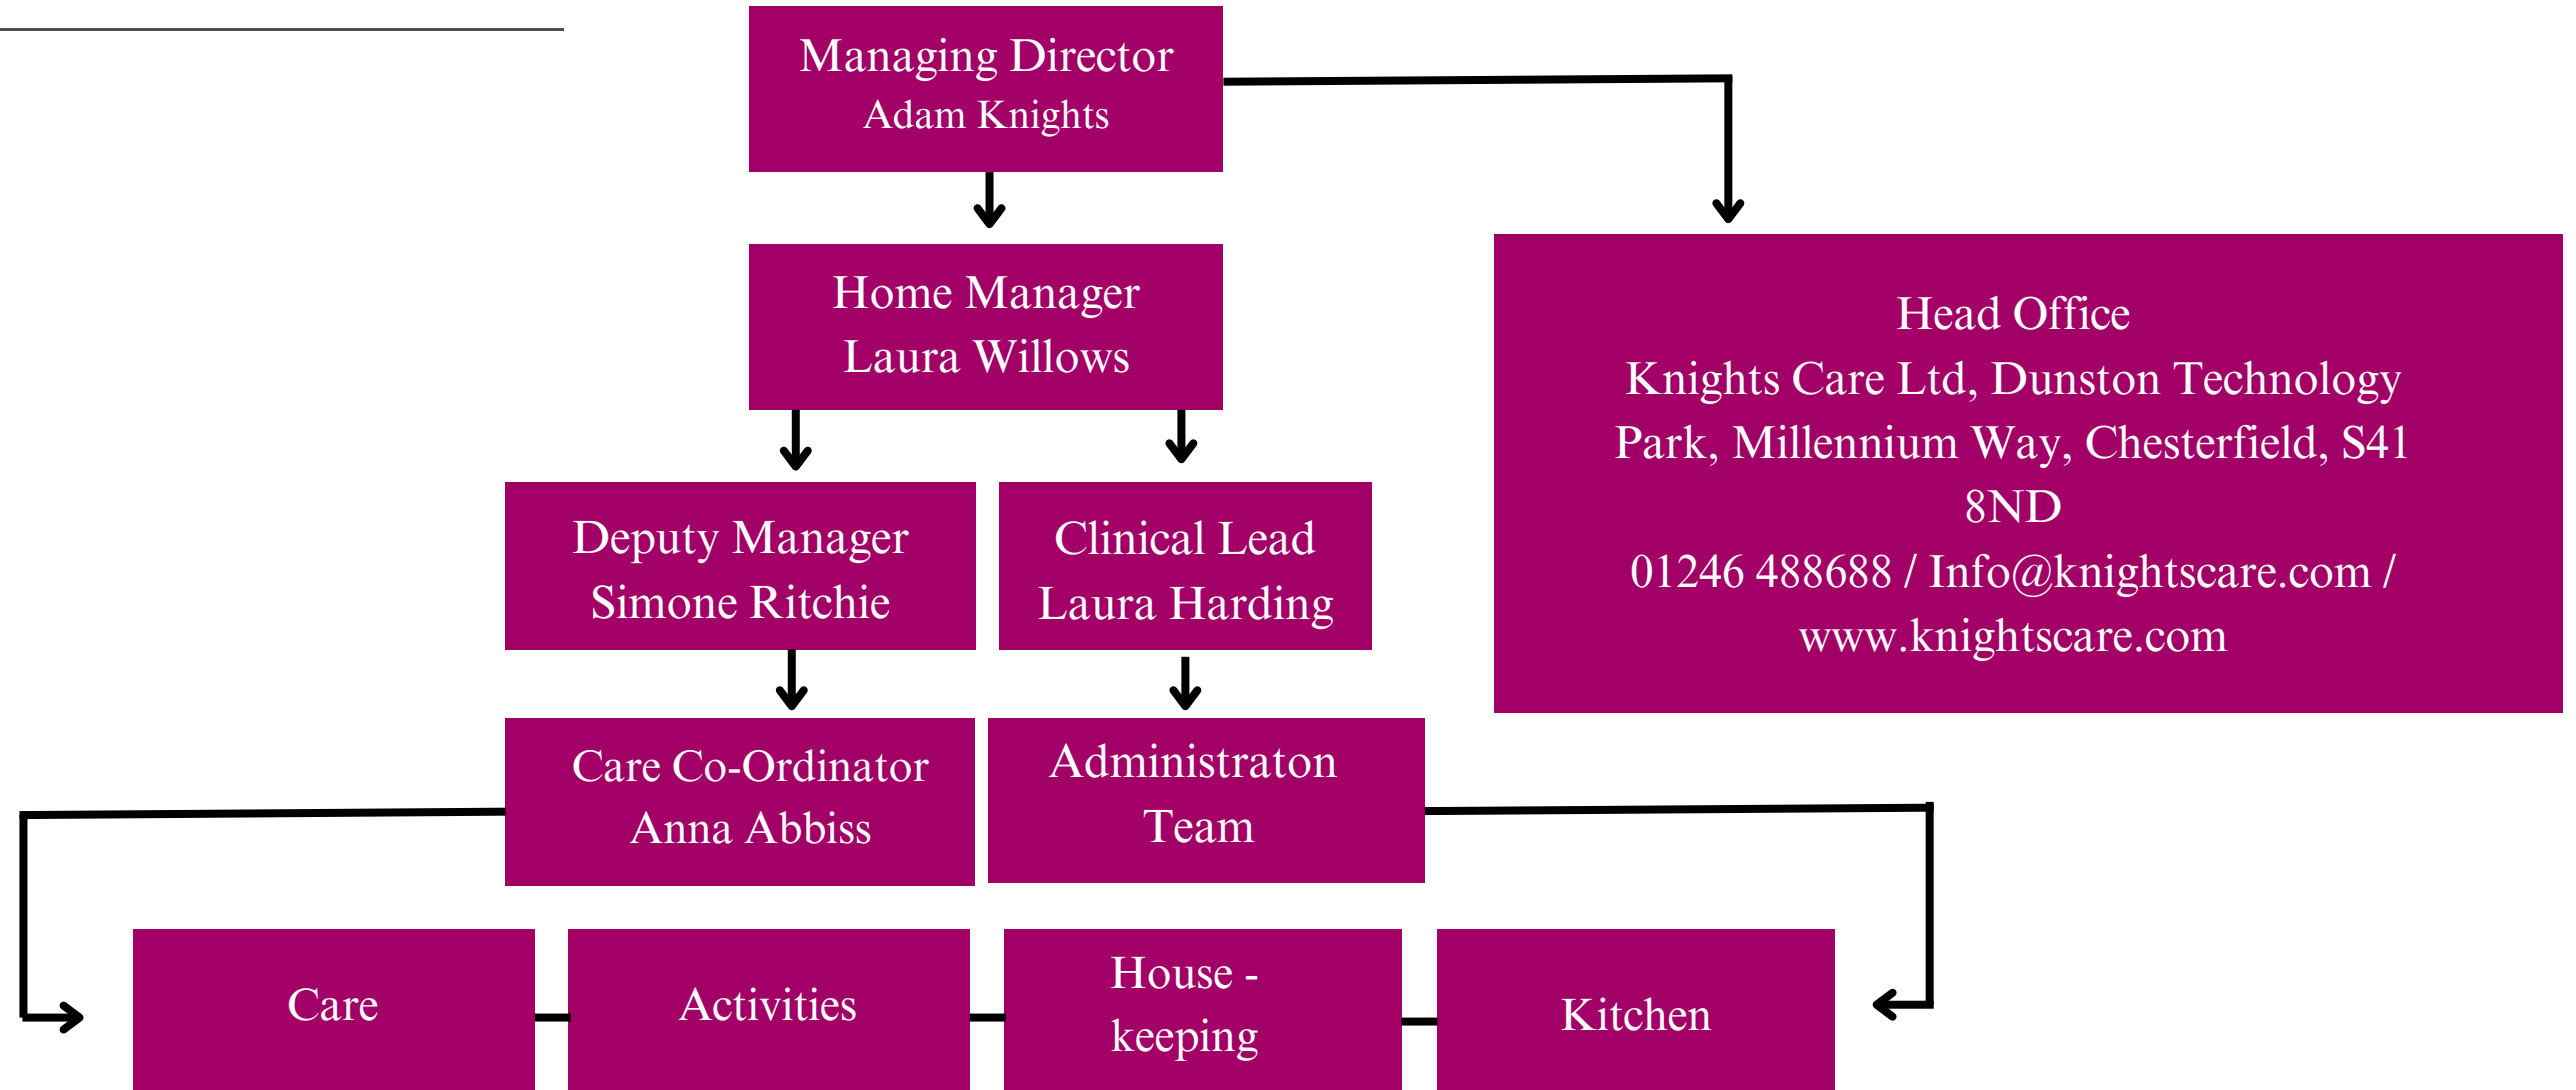 Managing Director
Adam Knights
Home Manager
Laura Willows
Head Office
Knights Care Ltd, Dunston Technology
Park, Millennium Way, Chesterfield, S41
8ND
01246 488688 / Info@knightscare.com /
www.knightscare.com
Deputy Manager
Simone Ritchie
Clinical Lead
Laura Harding
Care Co-Ordinator
Anna Abbiss
Administraton
Team
Care
Activities
House -
keeping
Kitchen